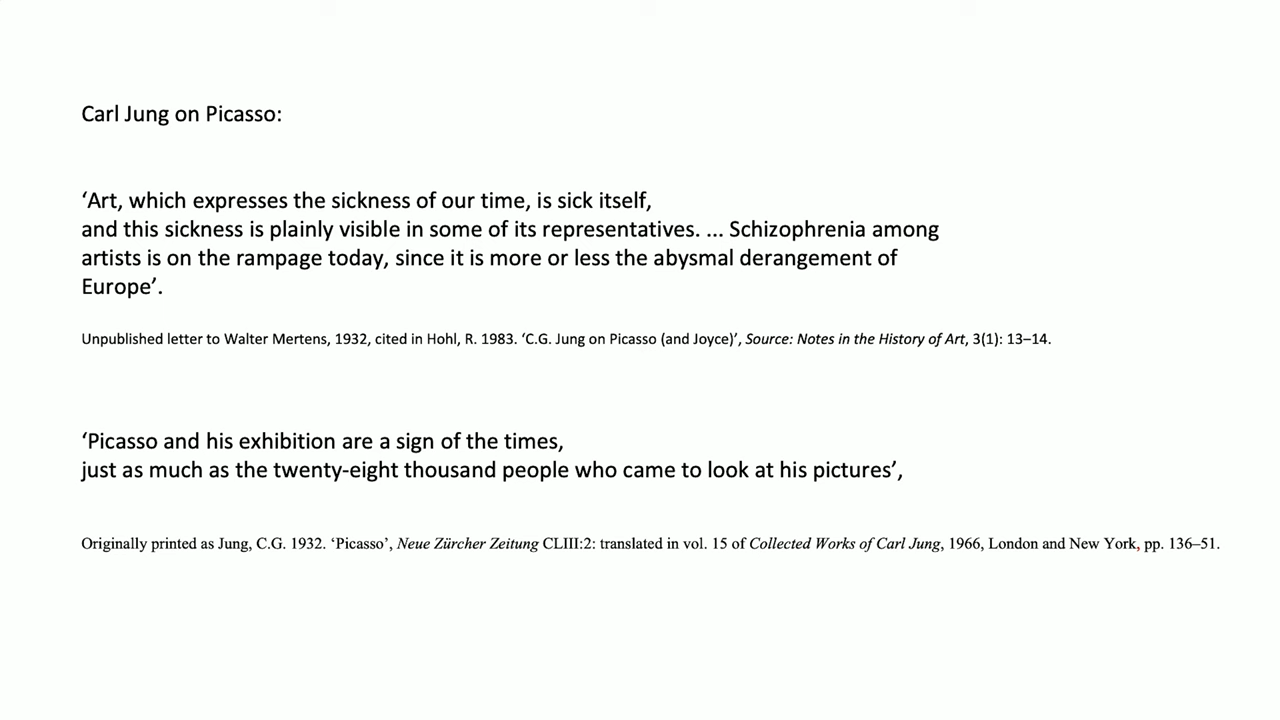 Carl Jung on Picasso:
‘Art, which expresses the sickness of our time, is sick itself,
and this sickness is plainly visible in some of its representatives. ... Schizophrenia among
artists is on the rampage today, since it is more or less the abysmal derangement of
Europe’.
Unpublished letter to Walter Mertens, 1932, cited in Hohl, R. 1983. ‘C.G. Jung on Picasso (and Joyce)’, Source: Notes in the History of Art, 3(1): 13–14.
‘Picasso and his exhibition are a sign of the times,
just as much as the twenty-eight thousand people who came to look at his pictures’,
Originally printed as Jung, C.G. 1932. ‘Picasso’, Neue Zürcher Zeitung CLIII:2: translated in vol. 15 of Collected Works of Carl Jung, 1966, London and New York, pp. 136–51.